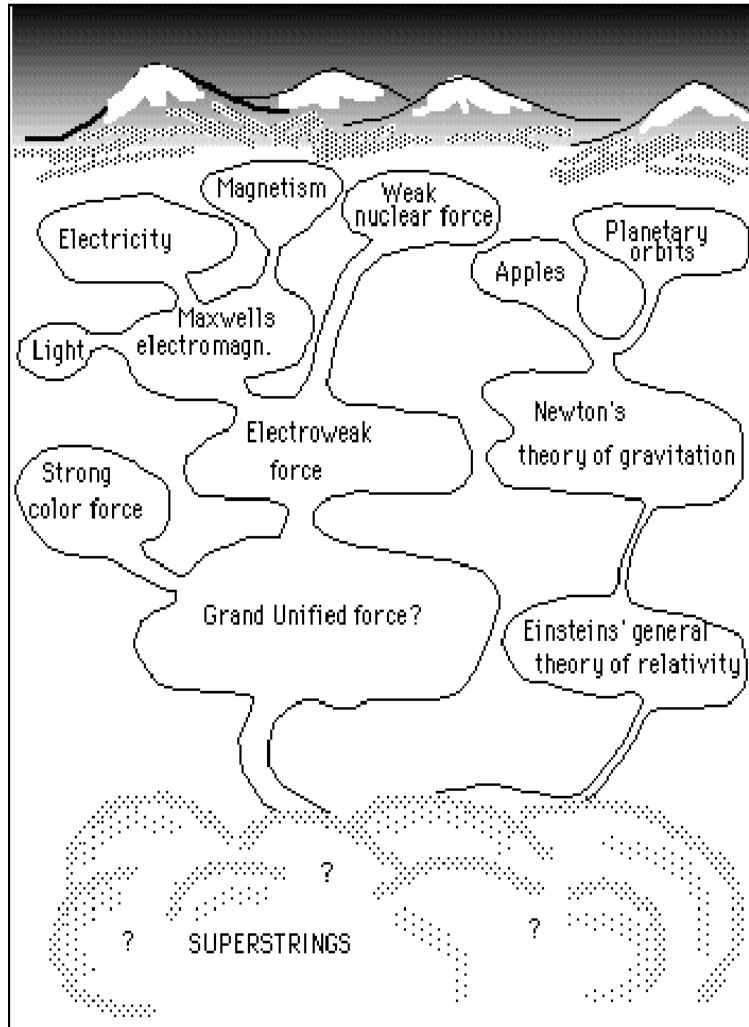 Magnetism
Weak
nuclear force
Electricity
Planetary
orbits
Apples
Maxwells
electromagn.
Light
Newton's
theory of gravitation
Electroweak
force
Strong
color force
Grand Unified force?
Einsteins' general
theory of relativity
?
?
SUPERSTRINGS
?